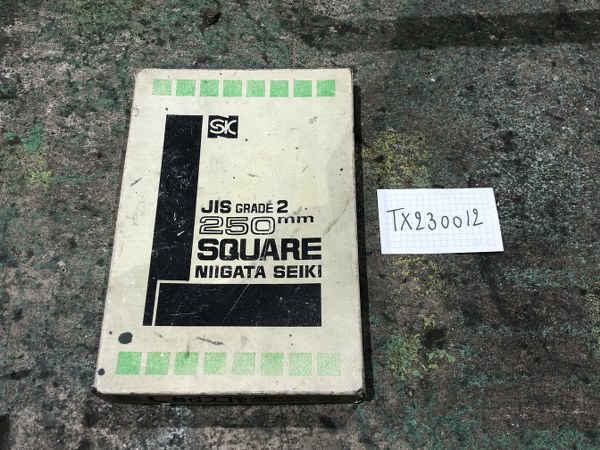 SK
JIS GRADE 2
250mm
SQUARE
NIIGATA SEIKI
TX230012